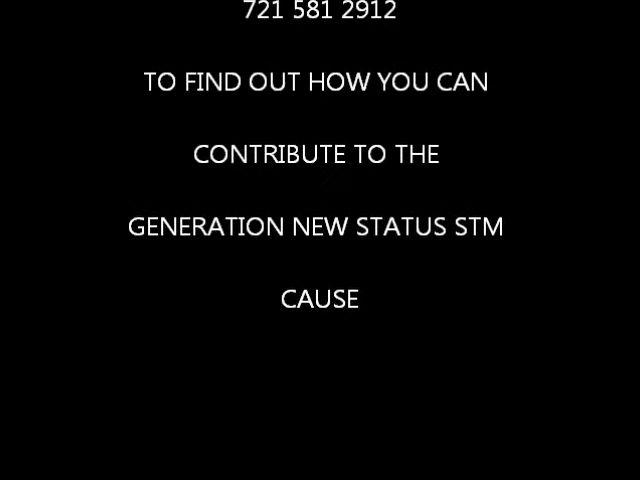 721 581 2912
TO FIND OUT HOW YOU CAN
CONTRIBUTE TO THE
GENERATION NEW STATUS STM
CAUSE